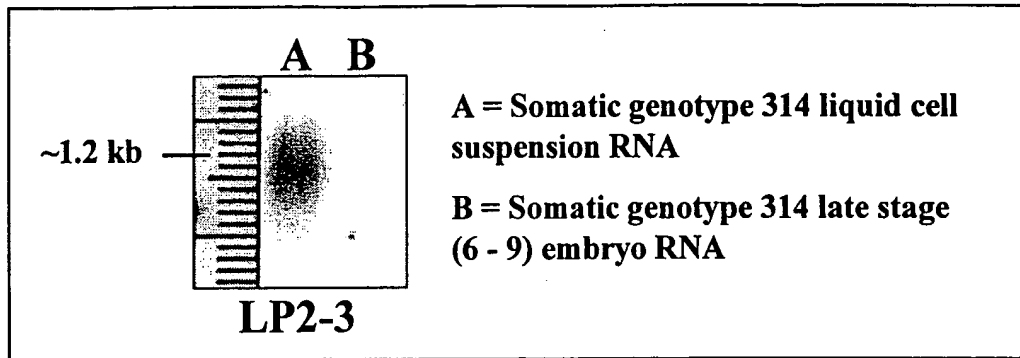 A B
~1.2 kb
LP2-3
A = Somatic genotype 314 liquid cell
suspension RNA
B = Somatic genotype 314 late stage
(6 - 9) embryo RNA